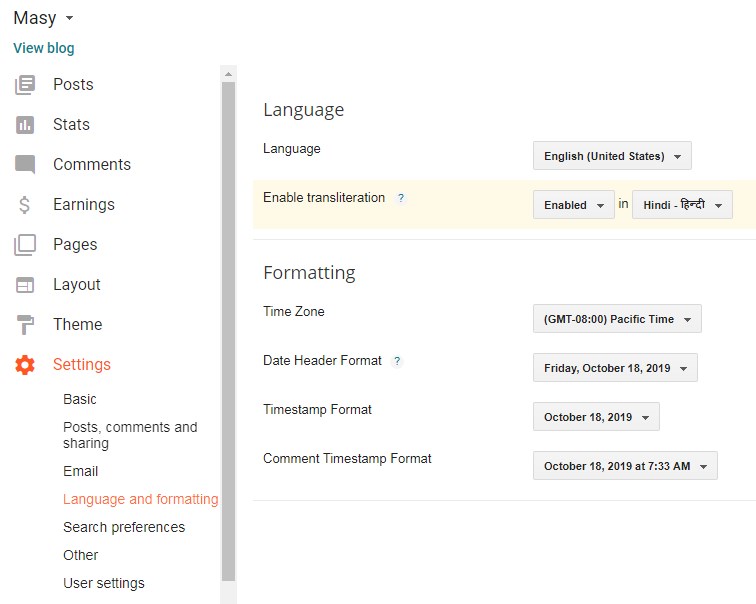 Masy
View blog
Posts
Stats
Comments
Earnings
Pages
Layout
Theme
Settings
Basic
Posts, comments and
sharing
Email
Language and formatting
Search preferences
Other
User settings
Language
Language
English (United States)
Enable transliteration ?
Enabled in Hindi - हिन्दी
Formatting
Time Zone
(GMT-08:00) Pacific Time
Date Header Format ?
Friday, October 18, 2019
Timestamp Format
October 18, 2019
Comment Timestamp Format
October 18, 2019 at 7:33 AM